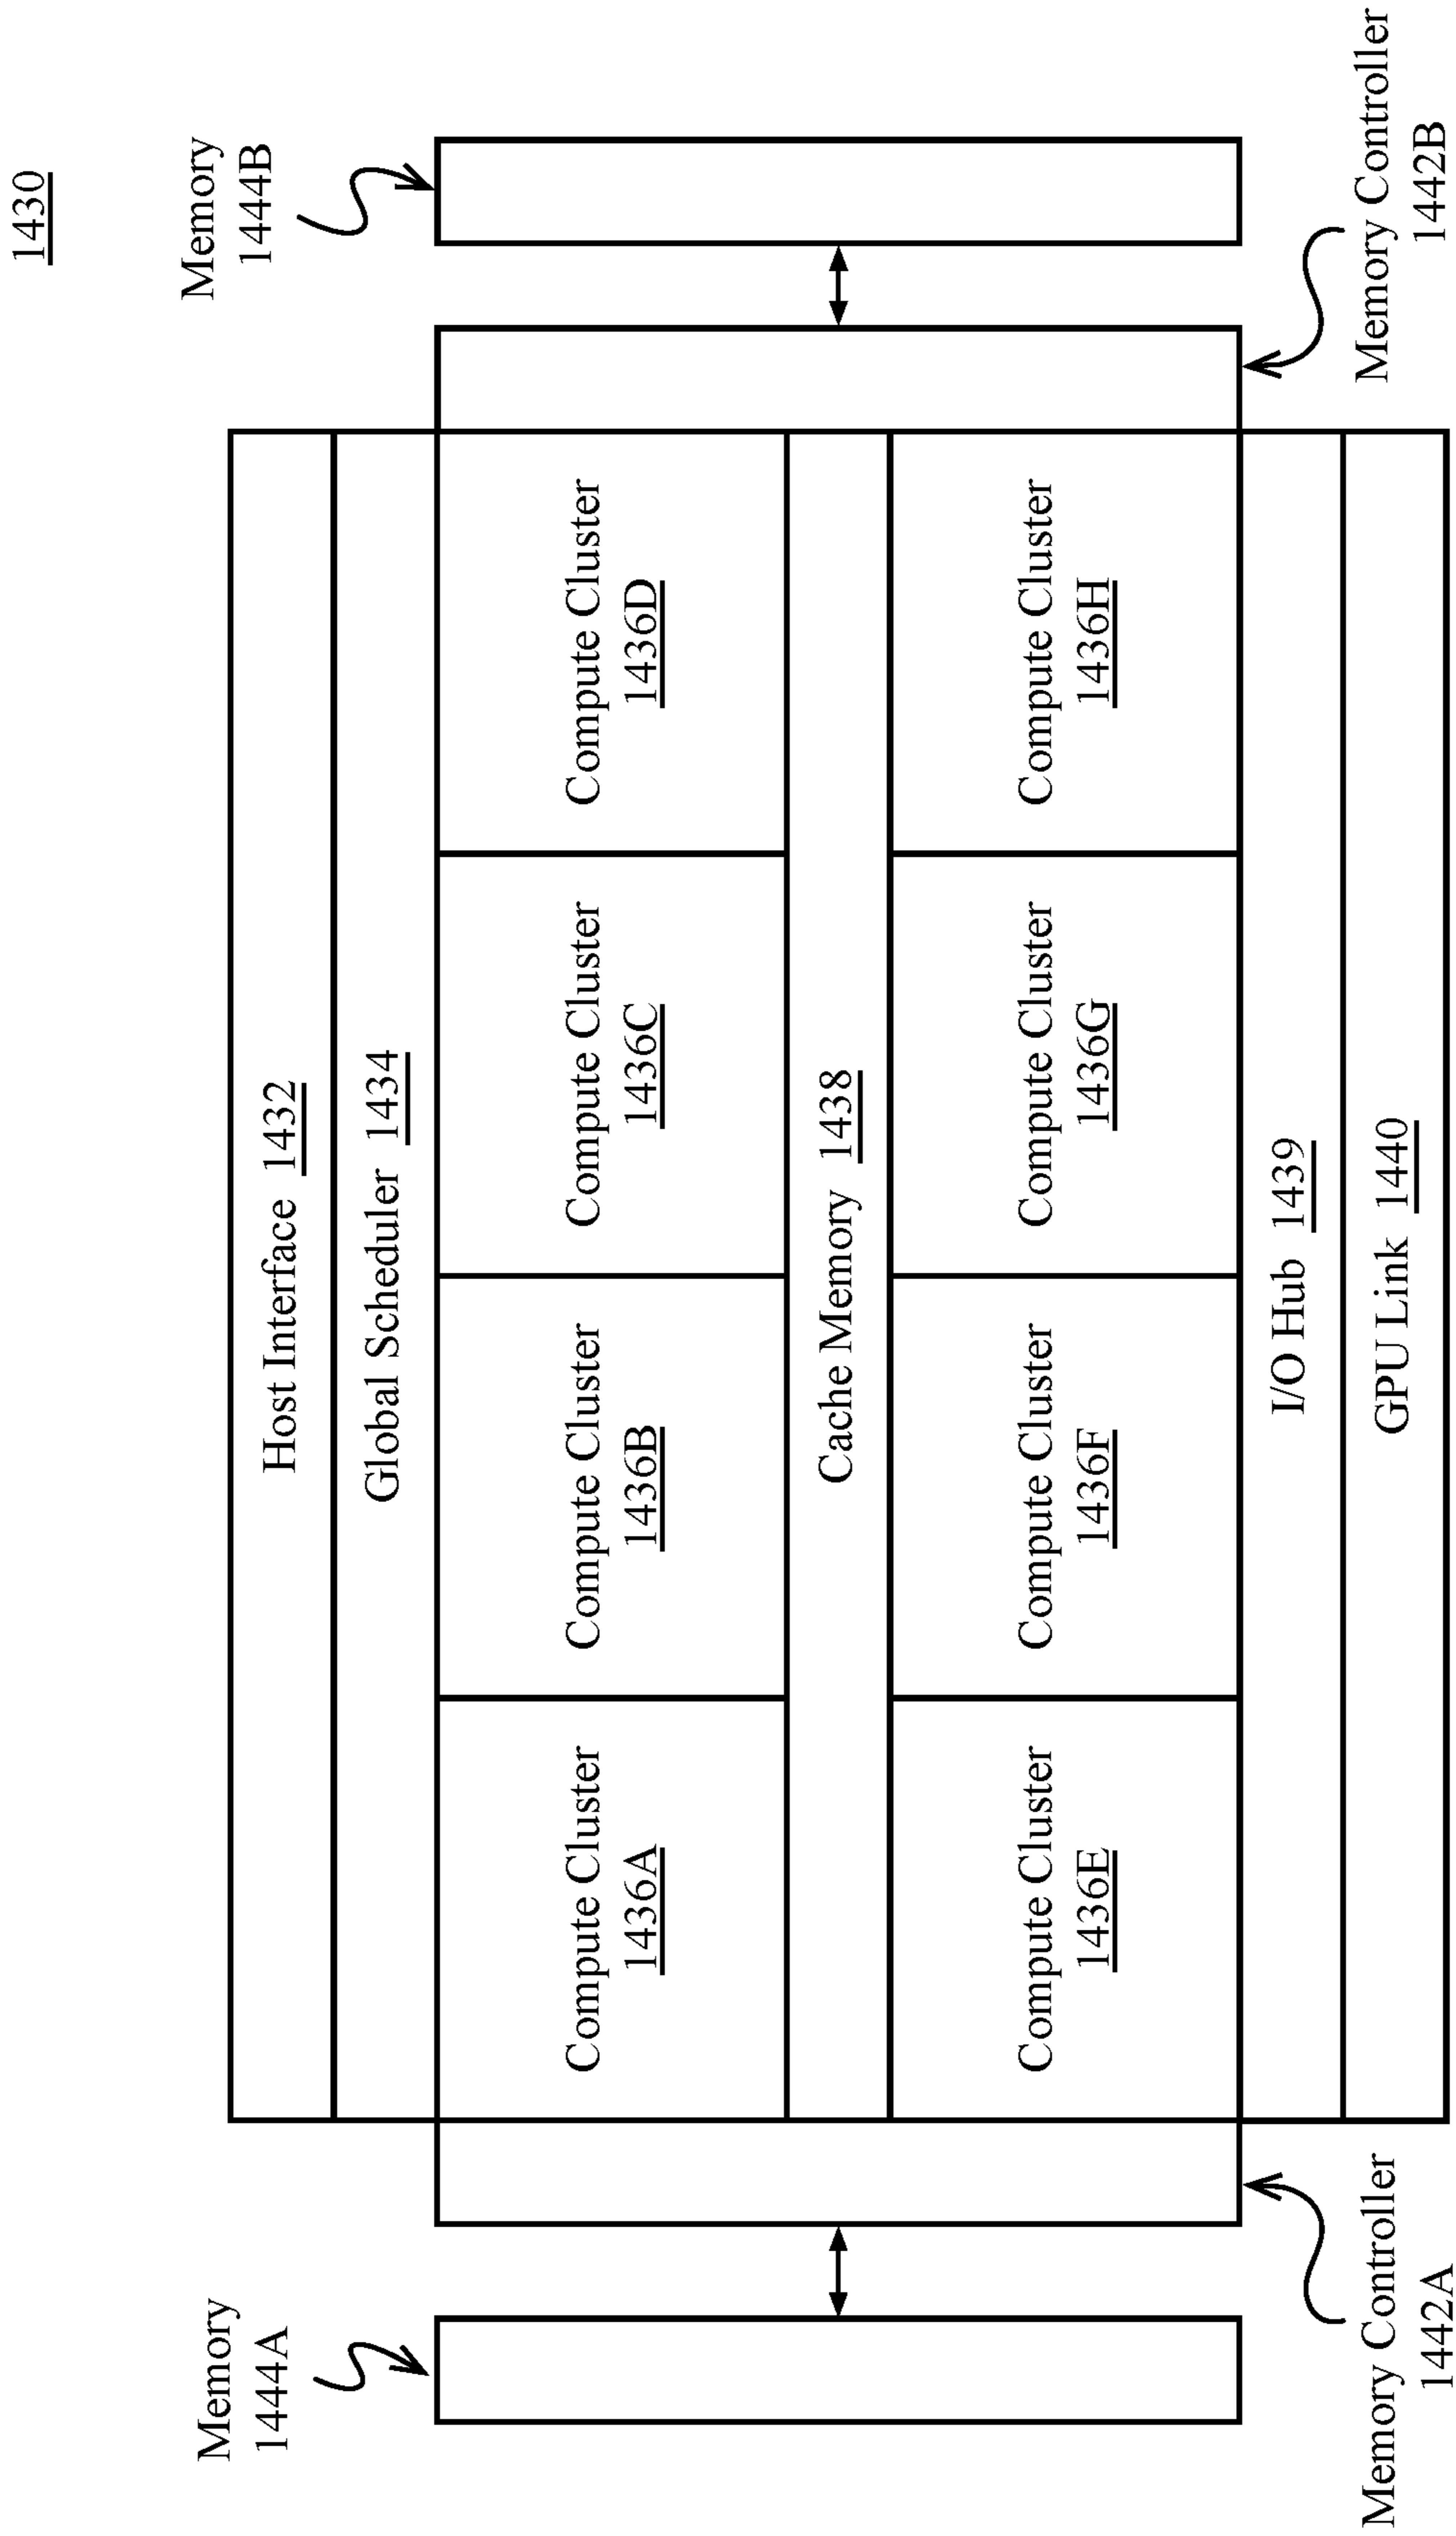 1430
Memory
1444B
Memory Controller
1442B
Host Interface 1432
Global Scheduler 1434
Compute Cluster
1436A
Compute Cluster
1436B
Compute Cluster
1436C
Compute Cluster
1436D
Cache Memory 1438
Compute Cluster
1436E
Compute Cluster
1436F
Compute Cluster
1436G
Compute Cluster
1436H
I/O Hub 1439
GPU Link 1440
Memory
1444A
Memory Controller
1442A